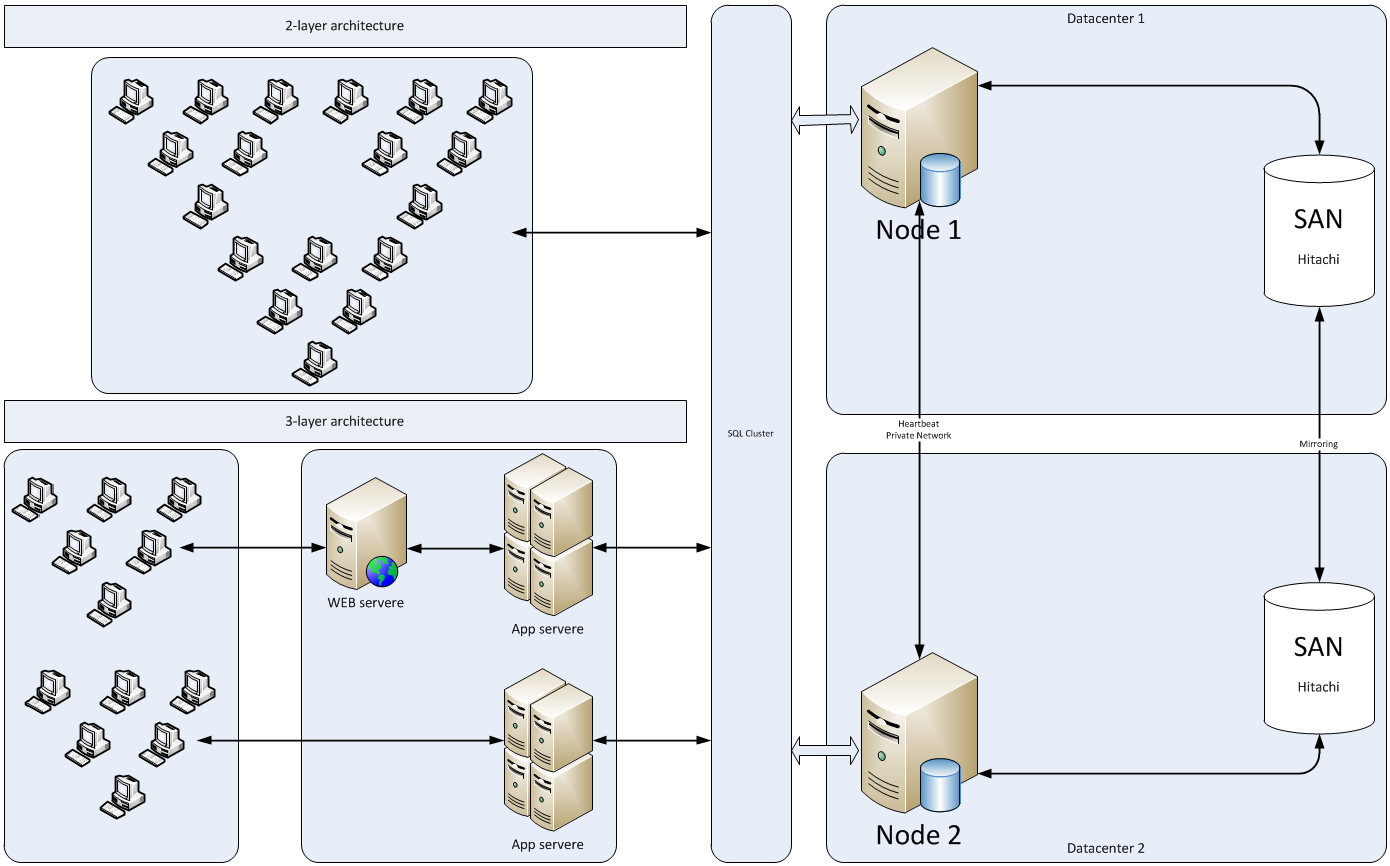 2-layer architecture
3-layer architecture
WEB servere
App servere
App servere
SQL Cluster
Datacenter 1
Node 1
SAN
Hitachi
Heartbeat
Private Network
Mirroring
SAN
Hitachi
Node 2
Datacenter 2